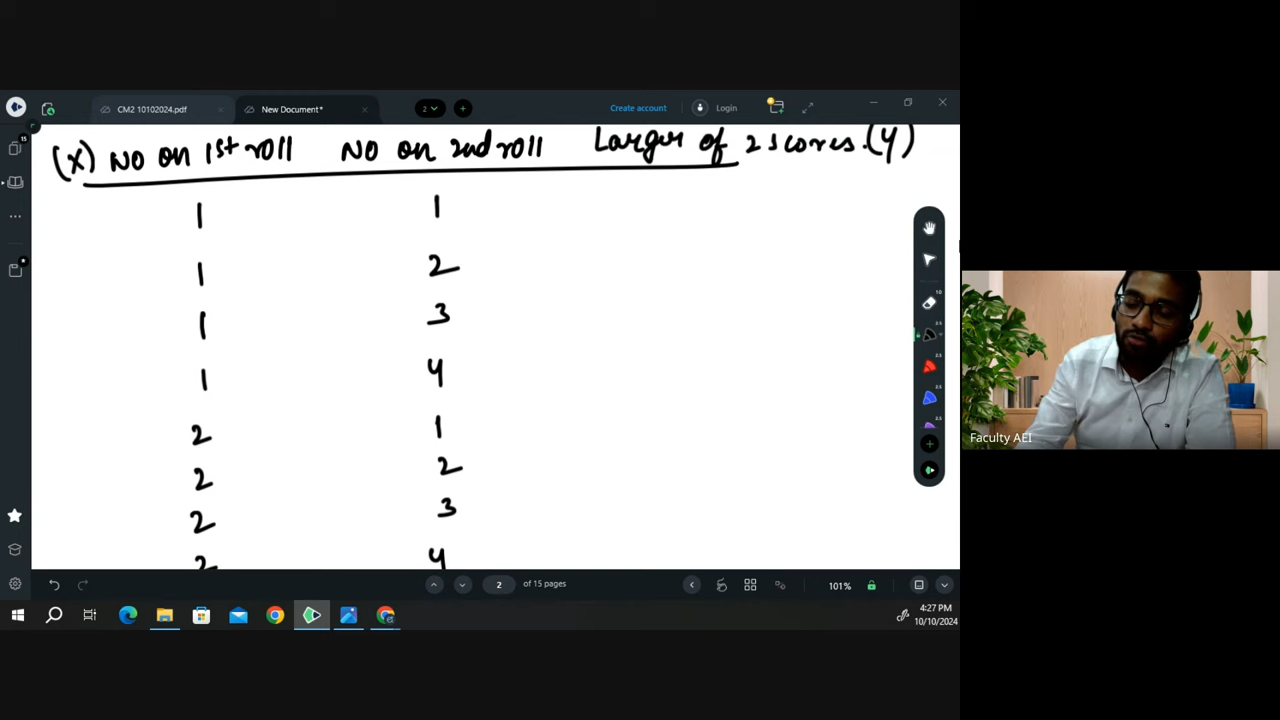 CM2 10102024.pdf
New Document*
2
Create account
Login
(X) NO on 1st roll NO on 2nd roll Larger of 2 scores. (Y)
1 1
1 2
1 3
1 4
2 1
2 2
2 3
2 4
Faculty AEI
2 of 15 pages
101%
4:27 PM
10/10/2024